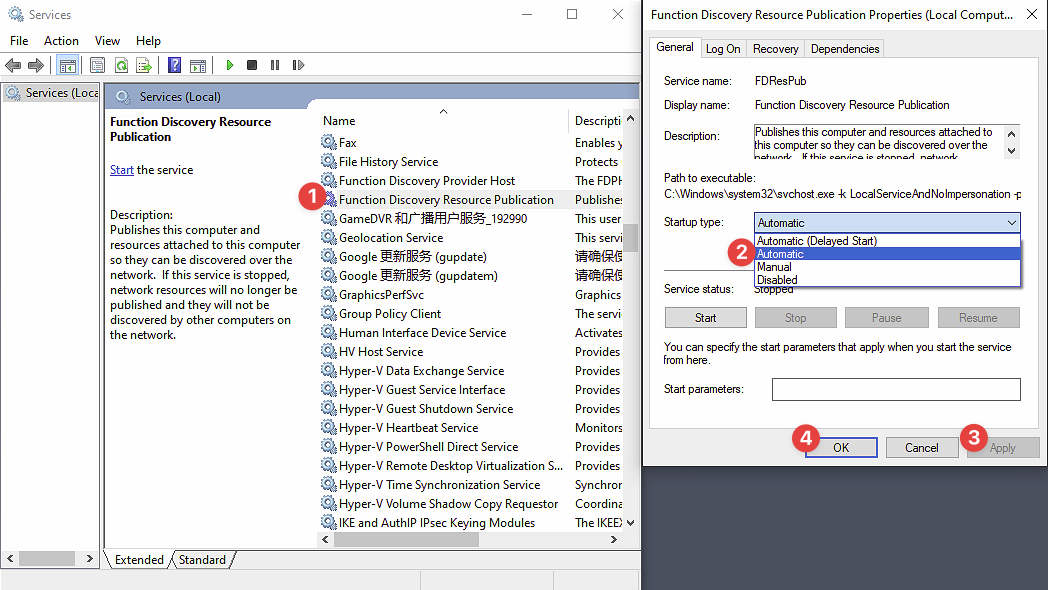 Services
File Action View Help
Services (Loca
Services (Local)
Function Discovery Resource Publication
Start the service
Description:
Publishes this computer and
resources attached to this computer
so they can be discovered over the
network. If this service is stopped,
network resources will no longer be
published and they will not be
discovered by other computers on
the network.
Name Descripti
Fax Enables y
File History Service Protects
Function Discovery Provider Host The FDPH
1
Function Discovery Resource Publication Publishes
GameDVR 和广播用户服务_192990 This user
Geolocation Service This servi
Google 更新服务 (gupdate) 请确保使
Google 更新服务 (gupdatem) 请确保使
GraphicsPerfSvc Graphics
Group Policy Client The servi
Human Interface Device Service Activates
HV Host Service Provides
Hyper-V Data Exchange Service Provides
Hyper-V Guest Service Interface Provides
Hyper-V Guest Shutdown Service Provides
Hyper-V Heartbeat Service Monitors
Hyper-V PowerShell Direct Service Provides
Hyper-V Remote Desktop Virtualization S... Provides
Hyper-V Time Synchronization Service Synchror
Hyper-V Volume Shadow Copy Requestor Coordina
IKE and AuthIP IPsec Keying Modules The IKEE
Extended Standard
Function Discovery Resource Publication Properties (Local Comput...
General Log On Recovery Dependencies
Service name: FDResPub
Display name: Function Discovery Resource Publication
Description: Publishes this computer and resources attached to
this computer so they can be discovered over the
network. If this service is stopped, network
Path to executable:
C:\Windows\system32\svchost.exe -k LocalServiceAndNoImpersonation -p
Startup type: Automatic
Automatic (Delayed Start)
2
Automatic
Manual
Disabled
Service status: Stopped
Start Stop Pause Resume
You can specify the start parameters that apply when you start the service
from here.
Start parameters:
4 OK Cancel 3 Apply